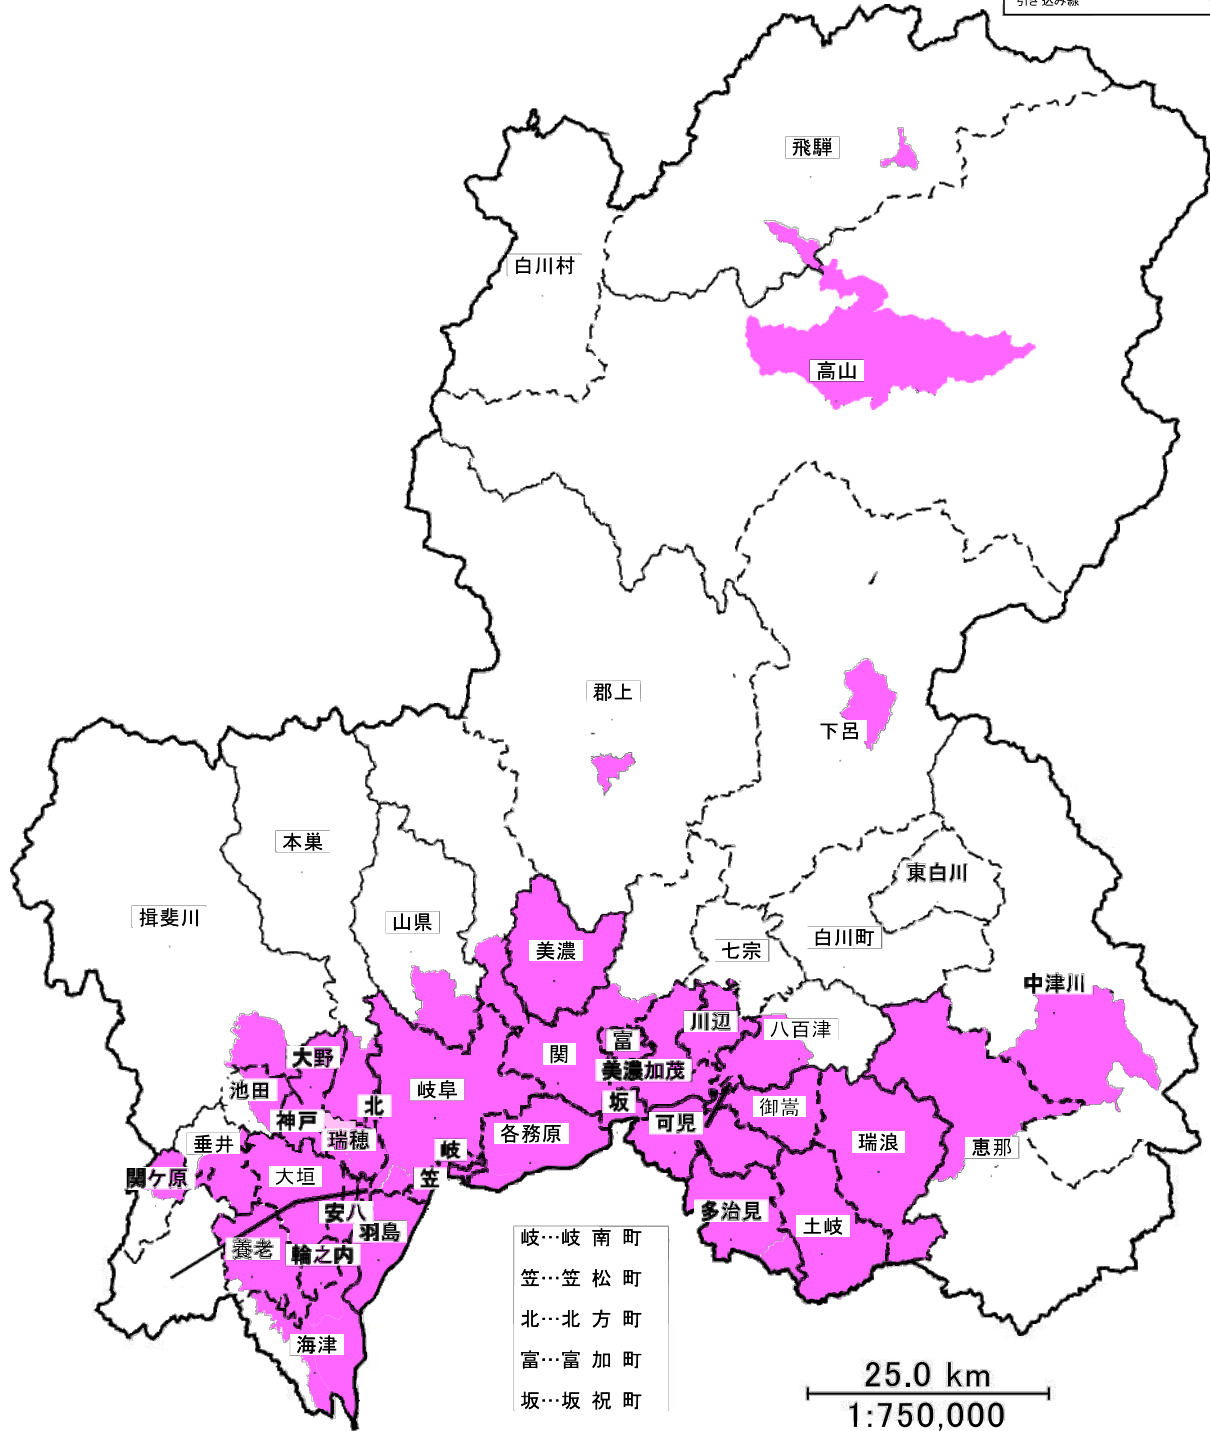 引き込み線
飛騨
白川村
高山
郡上
下呂
本巣
東白川
揖斐川
山県
美濃
七宗
白川町
中津川
川辺
八百津
富
関
大野
美濃加茂
池田
岐阜
北
坂
御嵩
神戸
可児
瑞穂
各務原
垂井
岐
瑞浪
恵那
関ケ原
大垣
笠
安八
多治見
羽島
土岐
養老
輪之内
海津
岐…岐南町
笠…笠松町
北…北方町
富…富加町
坂…坂祝町
25.0 km
1:750,000